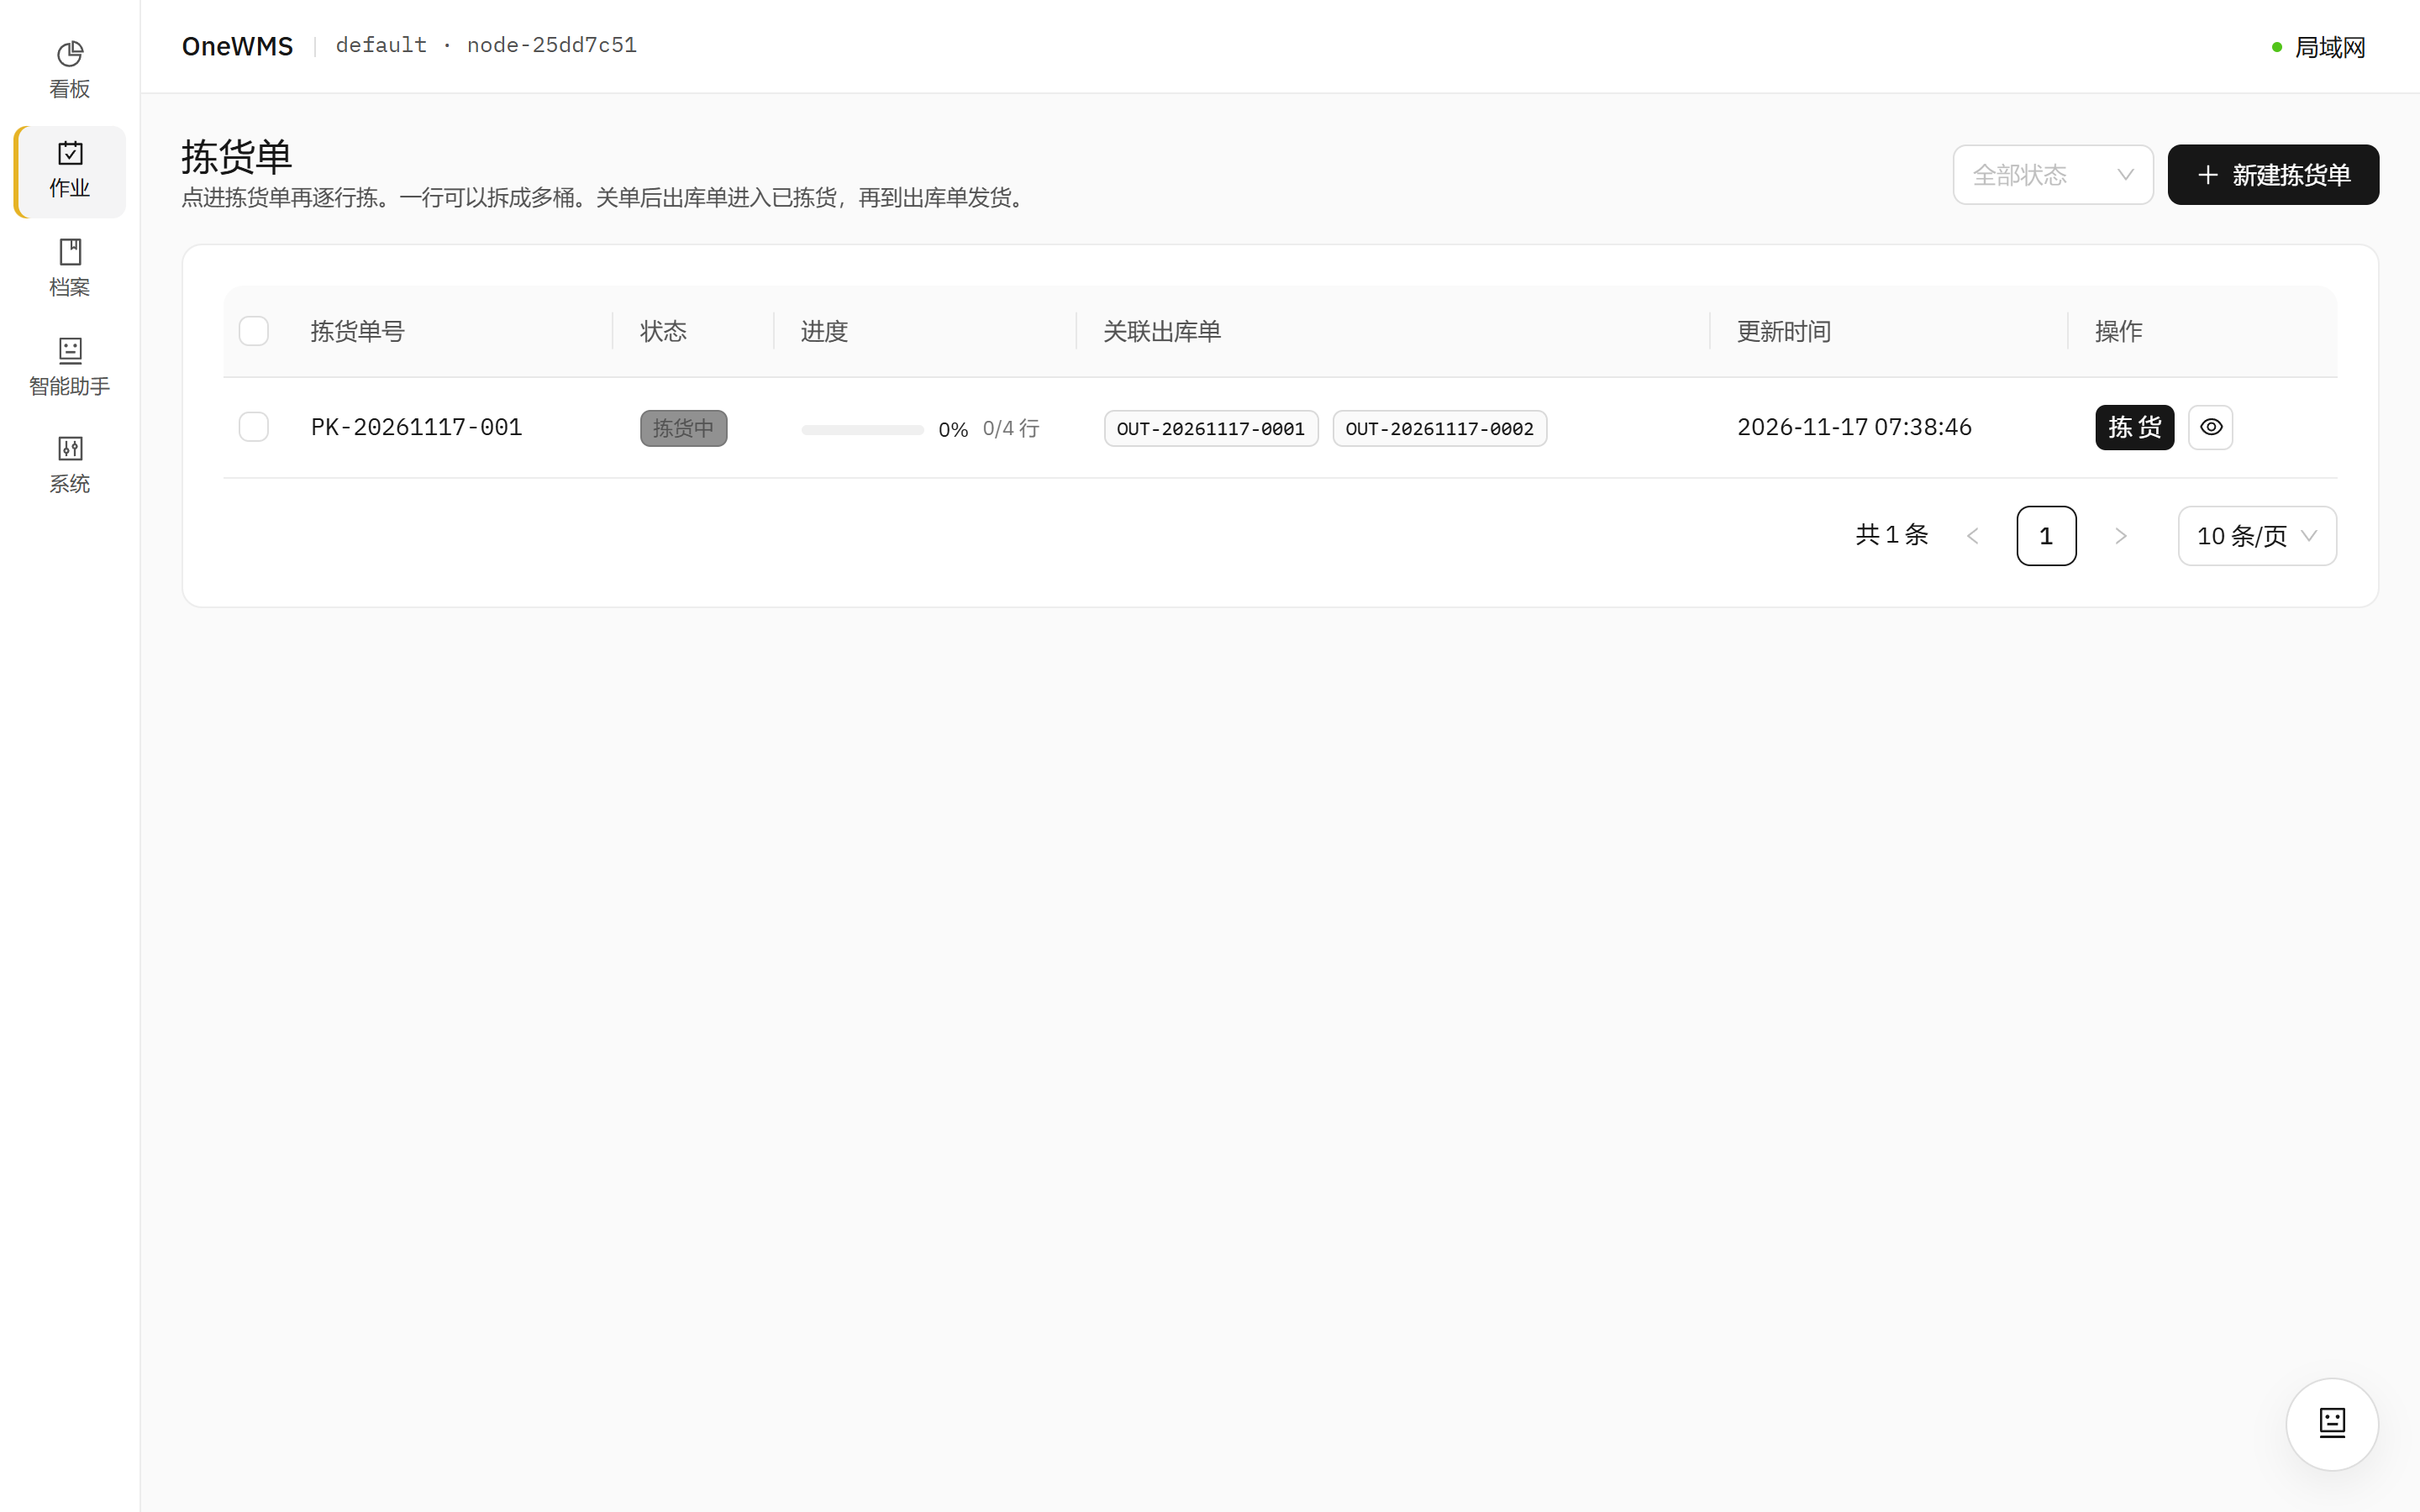 OneWMS default · node-25dd7c51 局域网
看板
作业
档案
智能助手
系统
拣货单
点进拣货单再逐行拣。一行可以拆成多桶。关单后出库单进入已拣货，再到出库单发货。
全部状态 新建拣货单
拣货单号 状态 进度 关联出库单 更新时间 操作
PK-20261117-001 拣货中 0% 0/4 行 OUT-20261117-0001 OUT-20261117-0002 2026-11-17 07:38:46 拣 货
共 1 条 1 10 条/页